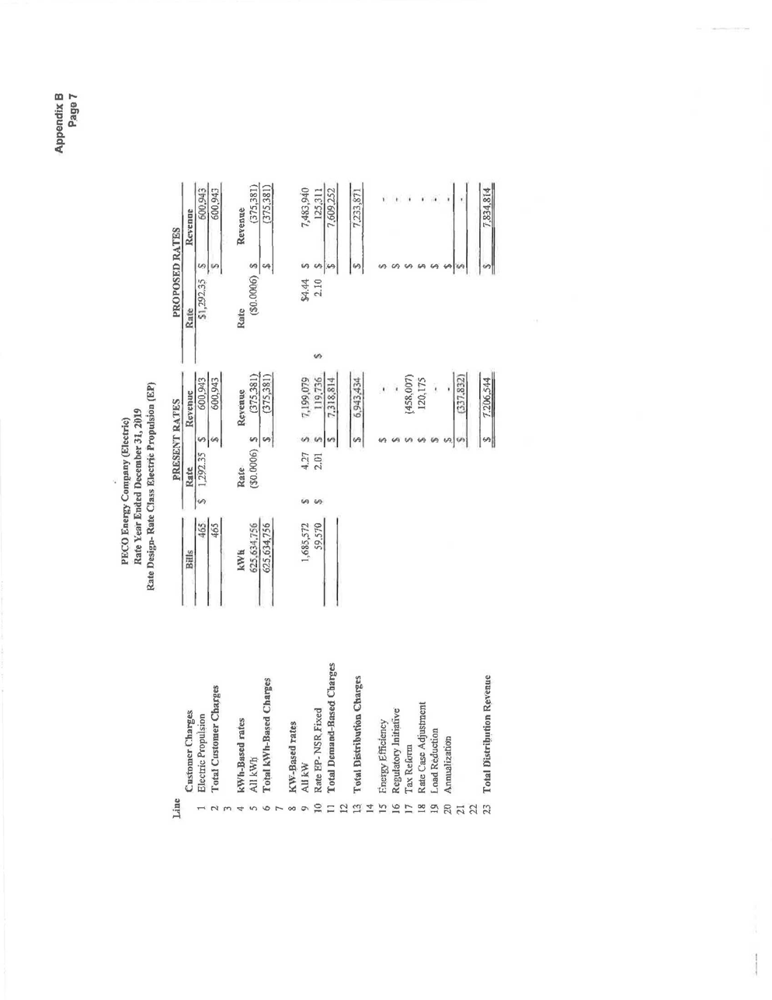 Appendix B
Page 7
PECO Energy Company (Electric)
Rate Year Ended December 31, 2019
Rate Design- Rate Class Electric Propulsion (EP)
PRESENT RATES PROPOSED RATES
Line Customer Charges Bills Rate Revenue Rate Revenue
1 Electric Propulsion 465 $ 1,292.35 $ 600,943 $1,292.35 $ 600,943
2 Total Customer Charges 465 $ 600,943 $ 600,943
3
4 kWh-Based rates kWh Rate Revenue Rate Revenue
5 All kWh 625,634,756 ($0.0006) $ (375,381) ($0.0006) $ (375,381)
6 Total kWh-Based Charges 625,634,756 $ (375,381) $ (375,381)
7
8 KW-Based rates
9 All kW 1,685,572 $ 4.27 $ 7,199,079 $4.44 $ 7,483,940
10 Rate EP- NSR Fixed 59,570 $ 2.01 $ 119,736 $ 2.10 $ 125,311
11 Total Demand-Based Charges $ 7,318,814 $ 7,609,252
12
13 Total Distribution Charges $ 6,943,434 $ 7,233,871
14
15 Energy Efficiency $ - $ -
16 Regulatory Initiative $ - $ -
17 Tax Reform $ (458,007) $ -
18 Rate Case Adjustment $ 120,175 $ -
19 Load Reduction $ - $ -
20 Annualization $ - $ -
21 $ (337,832) $ -
22
23 Total Distribution Revenue $ 7,206,544 $ 7,834,814